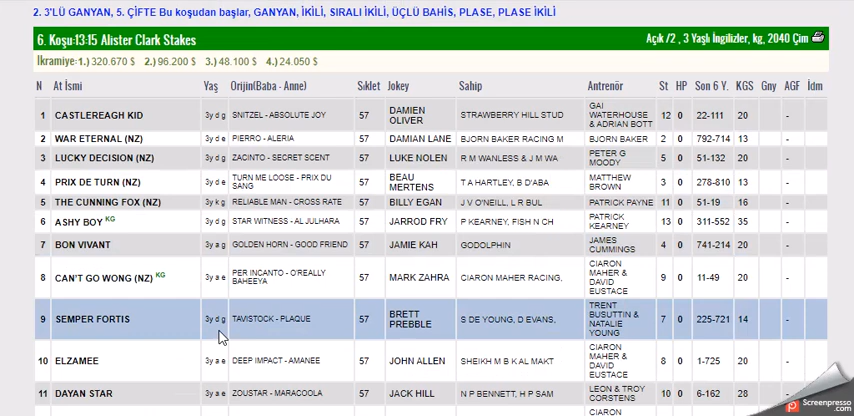 2. 3'LÜ GANYAN, 5. ÇİFTE Bu koşudan başlar, GANYAN, İKİLİ, SIRALI İKİLİ, ÜÇLÜ BAHİS, PLASE, PLASE İKİLİ
6. Koşu:13:15 Alister Clark Stakes Açık /2 , 3 Yaşlı İngilizler, kg, 2040 Çim
Ikramiye: 1.) 320.670 $ 2.) 96.200 $ 3.) 48.100 $ 4.) 24.050 $
N At İsmi Yaş Orijin(Baba - Anne) Sıklet Jokey Sahip Antrenör St HP Son 6 Y. KGS Gny AGF İdm
1 CASTLEREAGH KID 3y d g SNITZEL - ABSOLUTE JOY 57 DAMIEN OLIVER STRAWBERRY HILL STUD GAI WATERHOUSE & ADRIAN BOTT 12 0 22-111 20 -
2 WAR ETERNAL (NZ) 3y d e PIERRO - ALERIA 57 DAMIAN LANE BJORN BAKER RACING M BJORN BAKER 2 0 792-714 13 -
3 LUCKY DECISION (NZ) 3y d g ZACINTO - SECRET SCENT 57 LUKE NOLEN R M WANLESS & J M WA PETER G MOODY 5 0 51-132 20 -
4 PRIX DE TURN (NZ) 3y d e TURN ME LOOSE - PRIX DU SANG 57 BEAU MERTENS T A HARTLEY, B D'ABA MATTHEW BROWN 3 0 278-810 13 -
5 THE CUNNING FOX (NZ) 3y k g RELIABLE MAN - CROSS RATE 57 BILLY EGAN J V O'NEILL, L R BUL PATRICK PAYNE 11 0 51-19 16 -
6 ASHY BOY KG 3y d g STAR WITNESS - AL JULHARA 57 JARROD FRY P KEARNEY, FISH N CH PATRICK KEARNEY 13 0 311-552 35 -
7 BON VIVANT 3y a g GOLDEN HORN - GOOD FRIEND 57 JAMIE KAH GODOLPHIN JAMES CUMMINGS 4 0 741-214 20 -
8 CAN'T GO WONG (NZ) KG 3y a e PER INCANTO - O'REALLY BAHEEYA 57 MARK ZAHRA CIARON MAHER RACING, CIARON MAHER & DAVID EUSTACE 9 0 11-49 20 -
9 SEMPER FORTIS 3y d g TAVISTOCK - PLAQUE 57 BRETT PREBBLE S DE YOUNG, D EVANS, TRENT BUSUTTIN & NATALIE YOUNG 7 0 225-721 14 -
10 ELZAMEE 3y a e DEEP IMPACT - AMANEE 57 JOHN ALLEN SHEIKH M B K AL MAKT CIARON MAHER & DAVID EUSTACE 8 0 1-725 20 -
11 DAYAN STAR 3y a e ZOUSTAR - MARACOOLA 57 JACK HILL N P BENNETT, H P SAM LEON & TROY CORSTENS 10 0 6-162 28 -
CIARON
Screenpresso
.com